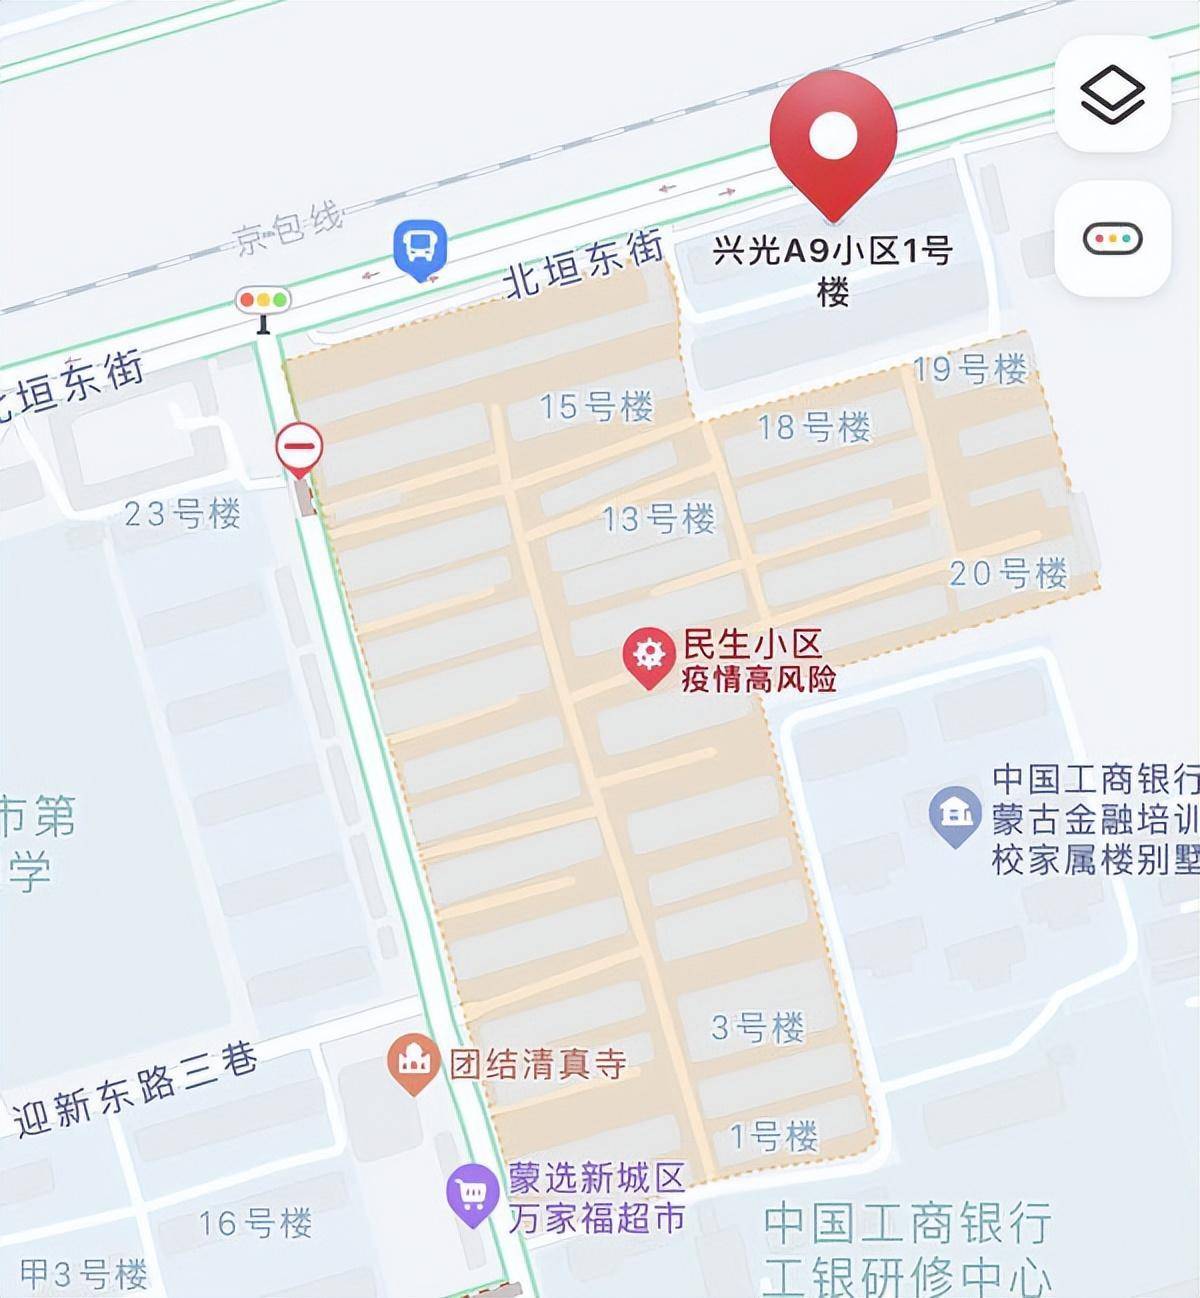 京包线
北垣东街
兴光A9小区1号
楼
垣东街
19号楼
15号楼
18号楼
23号楼
13号楼
20号楼
民生小区
疫情高风险
中国工商银行
蒙古金融培训
校家属楼别墅
市第
学
3号楼
团结清真寺
迎新东路三巷
1号楼
蒙选新城区
万家福超市
16号楼
中国工商银行
工银研修中心
甲3号楼